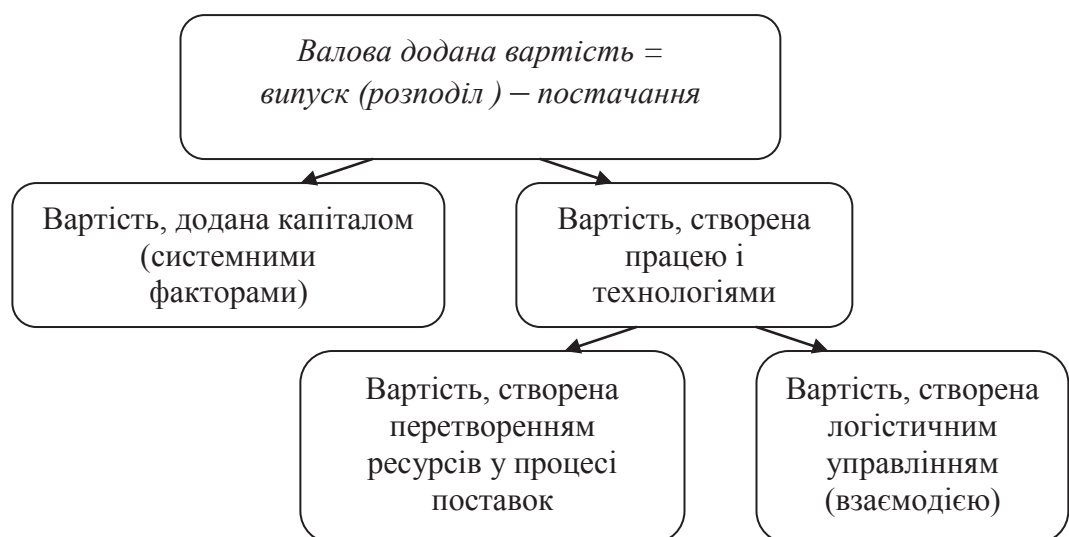 Валова додана вартість =
випуск (розподіл ) – постачання
Вартість, додана капіталом
(системними
факторами)
Вартість, створена
працею і
технологіями
Вартість, створена
перетворенням
ресурсів у процесі
поставок
Вартість, створена
логістичним
управлінням
(взаємодією)